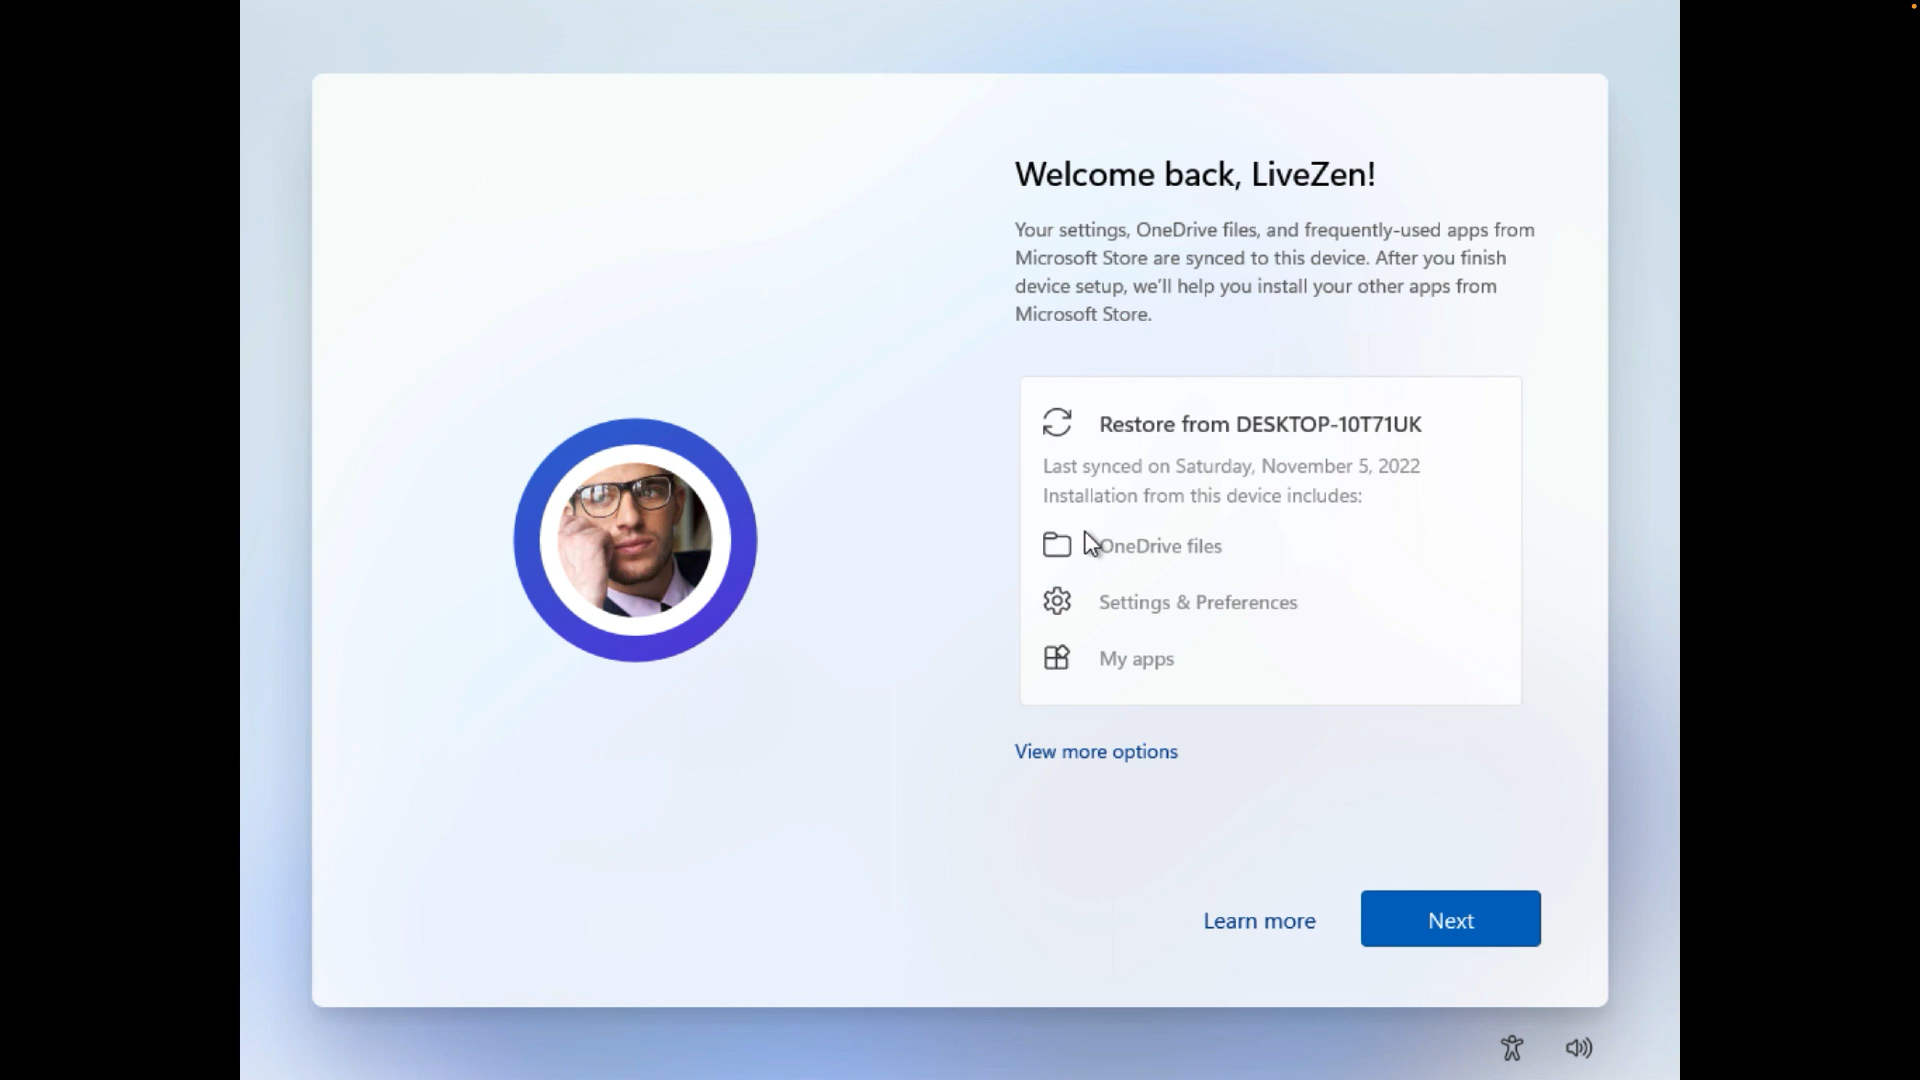 Welcome back, LiveZen!
Your settings, OneDrive files, and frequently-used apps from
Microsoft Store are synced to this device. After you finish
device setup, we'll help you install your other apps from
Microsoft Store.
Restore from DESKTOP-10T71UK
Last synced on Saturday, November 5, 2022
Installation from this device includes:
OneDrive files
Settings & Preferences
My apps
View more options
Learn more
Next